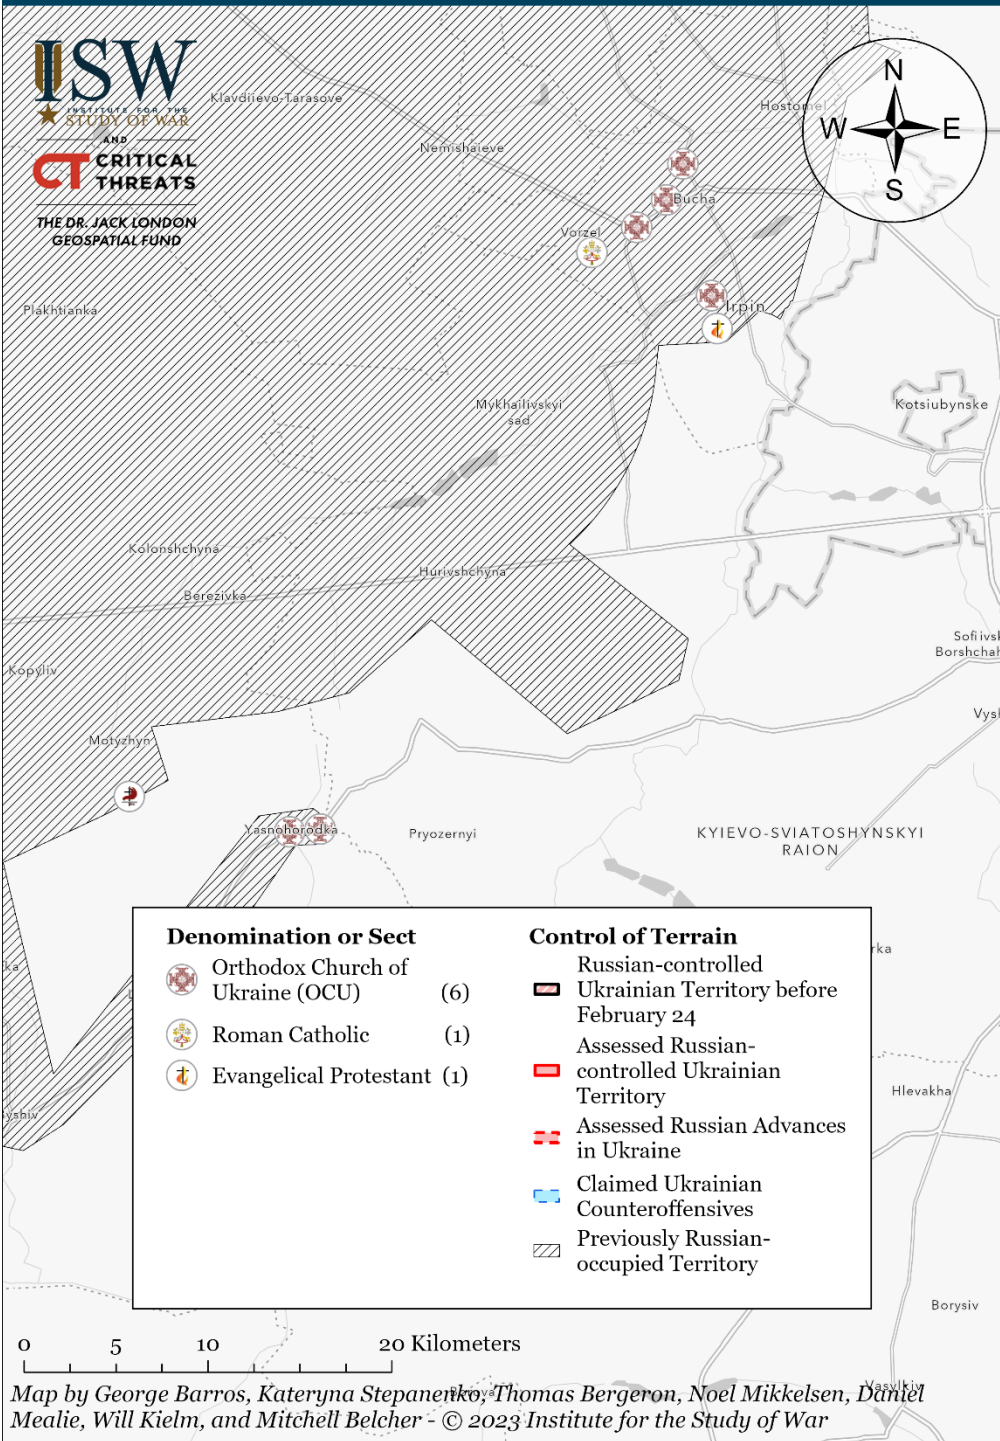 ISW
INSTITUTE FOR THE
STUDY OF WAR
AND
CT CRITICAL
THREATS
THE DR. JACK LONDON
GEOSPATIAL FUND
N
W E
S
Klavdiievo-Tarasove
Hostomel
Nemishaieve
Bucha
Vorzel
Plakhtianka
Irpin
Mykhailivskyi
sad
Kotsiubynske
Kolonshchyna
Hurivshchyna
Berezivka
Sofiivsk
Borshchah
Kopyliv
Vysh
Motyzhyn
Yasnohorodka
Pryozernyi
KYIEVO-SVIATOSHYNSKYI
RAION
rka
ka
Denomination or Sect
Orthodox Church of
Ukraine (OCU) (6)
Roman Catholic (1)
Evangelical Protestant (1)
Control of Terrain
Russian-controlled
Ukrainian Territory before
February 24
Assessed Russian-
controlled Ukrainian
Territory
Assessed Russian Advances
in Ukraine
Claimed Ukrainian
Counteroffensives
Previously Russian-
occupied Territory
Hlevakha
yshiv
Borysiv
0 5 10 20 Kilometers
Vasylkiv
Map by George Barros, Kateryna Stepanenko, Thomas Bergeron, Noel Mikkelsen, Daniel
Mealie, Will Kielm, and Mitchell Belcher - © 2023 Institute for the Study of War